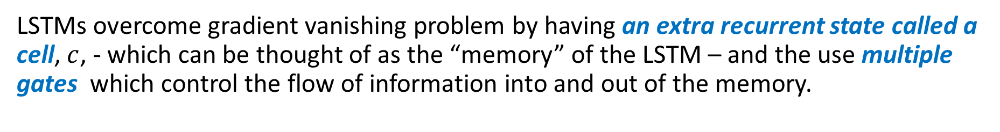 LSTMs overcome gradient vanishing problem by having an extra recurrent state called a
cell, c, - which can be thought of as the “memory” of the LSTM – and the use multiple
gates which control the flow of information into and out of the memory.